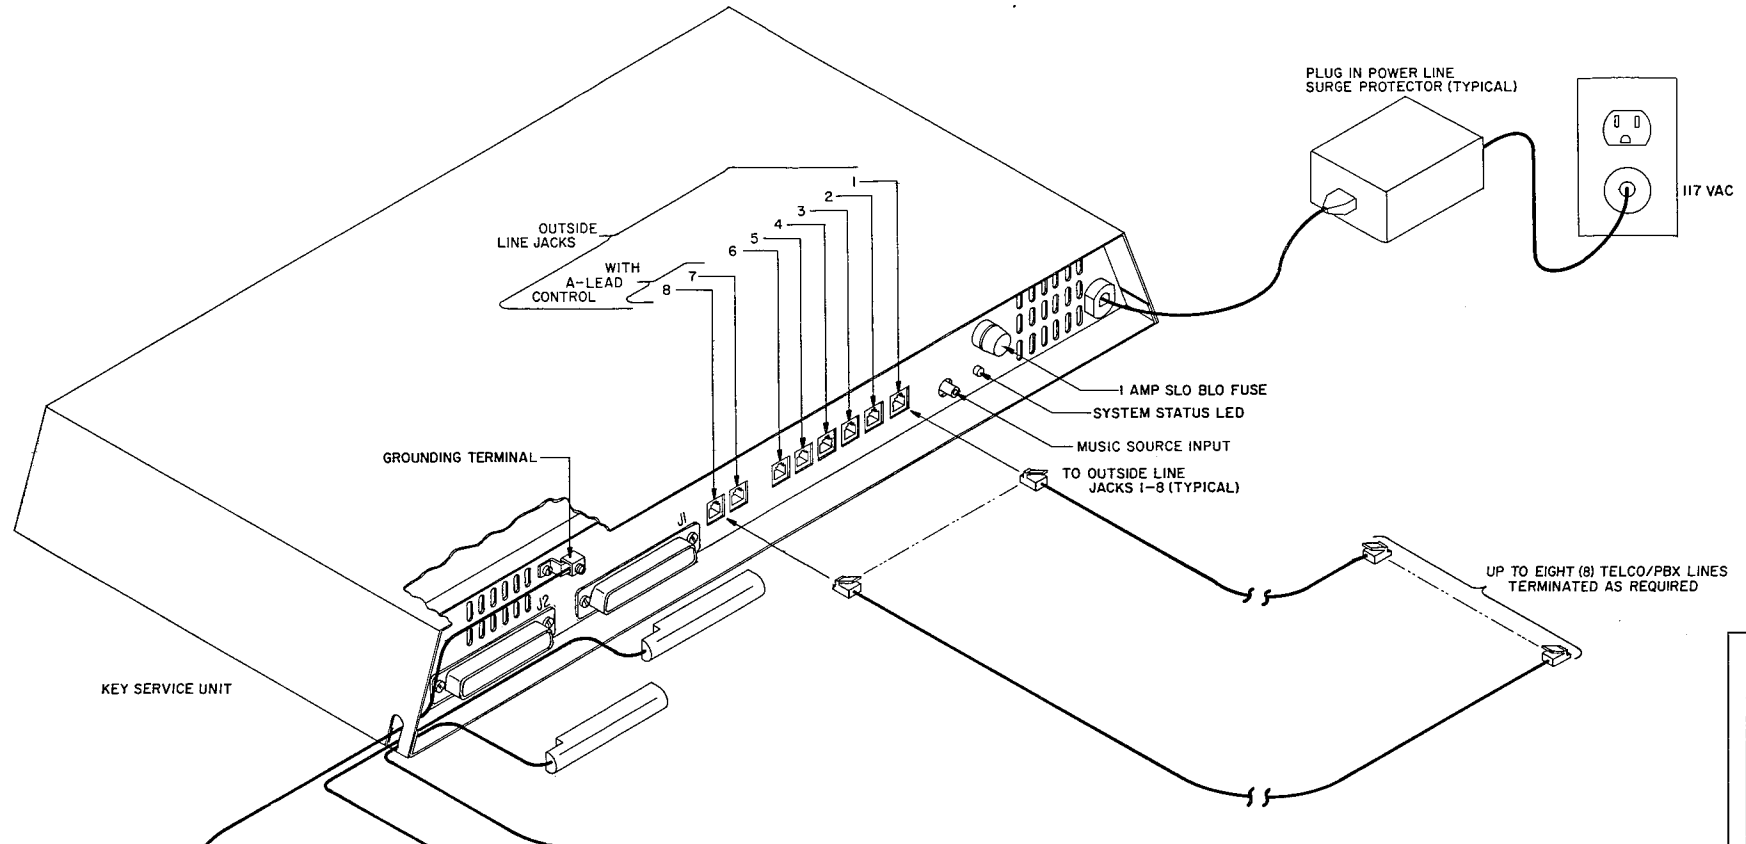 PLUG IN POWER LINE
SURGE PROTECTOR (TYPICAL)
117 VAC
1
2
3
4
5
6
7
8
OUTSIDE
LINE JACKS
WITH
A-LEAD
CONTROL
1 AMP SLO BLO FUSE
SYSTEM STATUS LED
MUSIC SOURCE INPUT
GROUNDING TERMINAL
TO OUTSIDE LINE
JACKS 1-8 (TYPICAL)
J1
J2
UP TO EIGHT (8) TELCO/PBX LINES
TERMINATED AS REQUIRED
KEY SERVICE UNIT